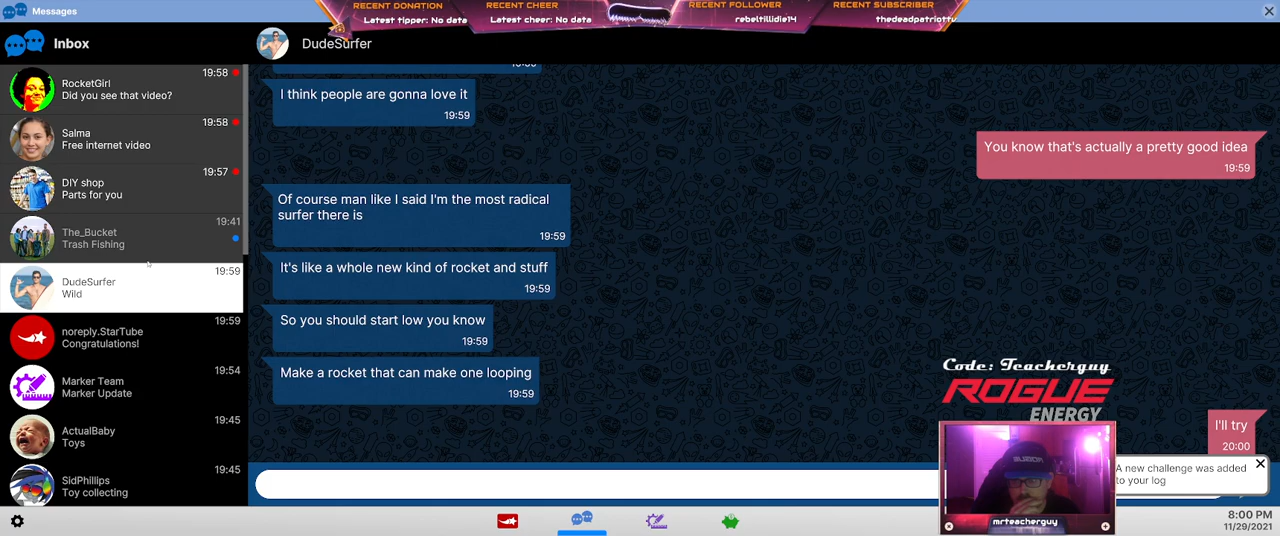 Messages
RECENT DONATION
Latest tipper: No data
RECENT CHEER
Latest cheer: No data
RECENT FOLLOWER
rebeltillidie14
RECENT SUBSCRIBER
thedeadpatriottv
Inbox
DudeSurfer
RocketGirl
19:58
Did you see that video?
Salma
19:58
Free internet video
DIY shop
19:57
Parts for you
The_Bucket
19:41
Trash Fishing
DudeSurfer
19:59
Wild
noreply.StarTube
19:59
Congratulations!
Marker Team
19:54
Marker Update
ActualBaby
19:45
Toys
SidPhillips
19:45
Toy collecting
I think people are gonna love it
19:59
You know that's actually a pretty good idea
19:59
Of course man like I said I'm the most radical
surfer there is
19:59
It's like a whole new kind of rocket and stuff
19:59
So you should start low you know
19:59
Make a rocket that can make one looping
19:59
I'll try
20:00
Code: Teacherguy
ROGUE
ENERGY
mrteacherguy
A new challenge was added
to your log
8:00 PM
11/29/2021